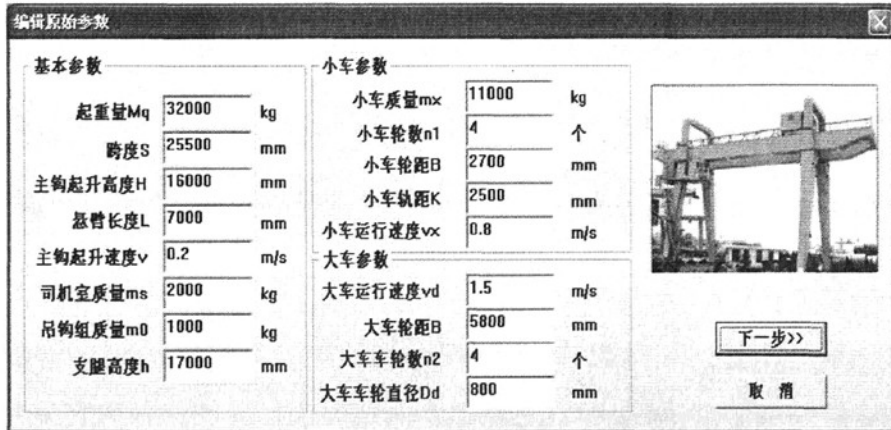 编辑原始参数
基本参数
起重量Mq 32000 kg
跨度S 25500 mm
主钩起升高度H 16000 mm
悬臂长度L 7000 mm
主钩起升速度v 0.2 m/s
司机室质量ms 2000 kg
吊钩组质量m0 1000 kg
支腿高度h 17000 mm
小车参数
小车质量mx 11000 kg
小车轮数n1 4 个
小车轮距B 2700 mm
小车轨距K 2500 mm
小车运行速度vx 0.8 m/s
大车参数
大车运行速度vd 1.5 m/s
大车轮距B 5800 mm
大车车轮数n2 4 个
大车车轮直径Dd 800 mm
下一步>>
取 消